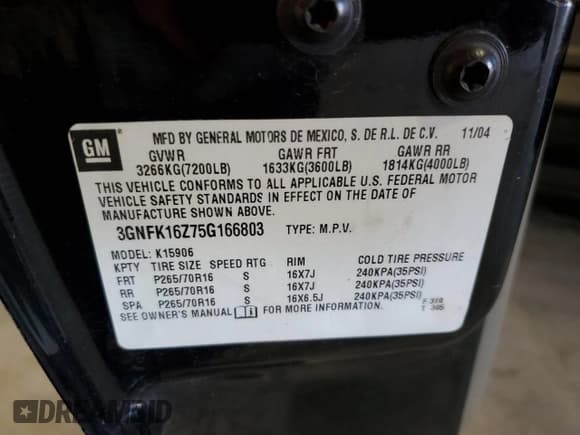 GM
MFD BY GENERAL MOTORS DE MEXICO, S. DE R.L. DE C.V. 11/04
GVWR GAWR FRT GAWR RR
3266KG(7200LB) 1633KG(3600LB) 1814KG(4000LB)
THIS VEHICLE CONFORMS TO ALL APPLICABLE U.S. FEDERAL MOTOR
VEHICLE SAFETY STANDARDS IN EFFECT ON THE DATE OF
MANUFACTURE SHOWN ABOVE.
3GNFK16Z75G166803 TYPE: M.P.V.
MODEL: K15906
KPTY TIRE SIZE SPEED RTG RIM COLD TIRE PRESSURE
FRT P265/70R16 S 16X7J 240KPA(35PSI)
RR P265/70R16 S 16X7J 240KPA(35PSI)
SPA P265/70R16 S 16X6.5J 240KPA(35PSI)
SEE OWNER'S MANUAL FOR MORE INFORMATION.
DREAMBID